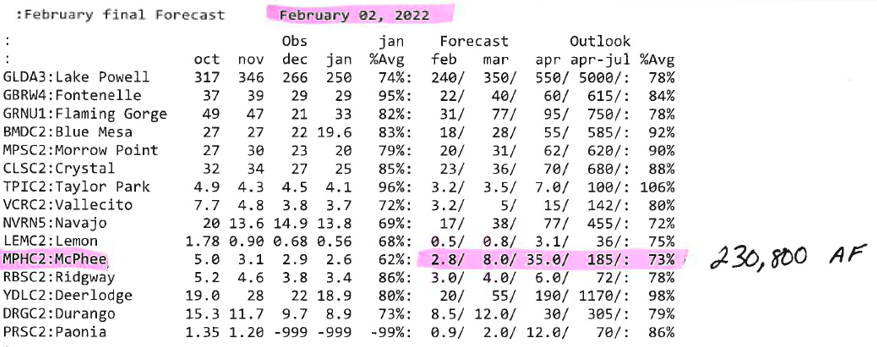 :February final Forecast :February 02, 2022
: Obs jan Forecast Outlook
: oct nov dec jan %Avg feb mar apr apr-jul %Avg
GLDA3:Lake Powell 317 346 266 250 74%: 240/ 350/ 550/ 5000/: 78%
GBRW4:Fontenelle 37 39 29 29 95%: 22/ 40/ 60/ 615/: 84%
GRNU1:Flaming Gorge 49 47 21 33 82%: 31/ 77/ 95/ 750/: 78%
BMDC2:Blue Mesa 27 27 22 19.6 83%: 18/ 28/ 55/ 585/: 92%
MPSC2:Morrow Point 27 30 23 20 79%: 20/ 31/ 62/ 620/: 90%
CLSC2:Crystal 32 34 27 25 85%: 23/ 36/ 70/ 680/: 88%
TPIC2:Taylor Park 4.9 4.3 4.5 4.1 96%: 3.2/ 3.5/ 7.0/ 100/: 106%
VCRC2:Vallecito 7.7 4.8 3.8 3.7 72%: 3.2/ 5/ 15/ 142/: 80%
NVRN5:Navajo 20 13.6 14.9 13.8 69%: 17/ 38/ 77/ 455/: 72%
LEMC2:Lemon 1.78 0.90 0.68 0.56 68%: 0.5/ 0.8/ 3.1/ 36/: 75%
MPHC2:McPhee 5.0 3.1 2.9 2.6 62%: 2.8/ 8.0/ 35.0/ 185/: 73% 230,800 AF
RBSC2:Ridgway 5.2 4.6 3.8 3.4 86%: 3.0/ 4.0/ 6.0/ 72/: 78%
YDLC2:Deerlodge 19.0 28 22 18.9 80%: 20/ 55/ 190/ 1170/: 98%
DRGC2:Durango 15.3 11.7 9.7 8.9 73%: 8.5/ 12.0/ 30/ 305/: 79%
PRSC2:Paonia 1.35 1.20 -999 -999 -99%: 0.9/ 2.0/ 12.0/ 70/: 86%